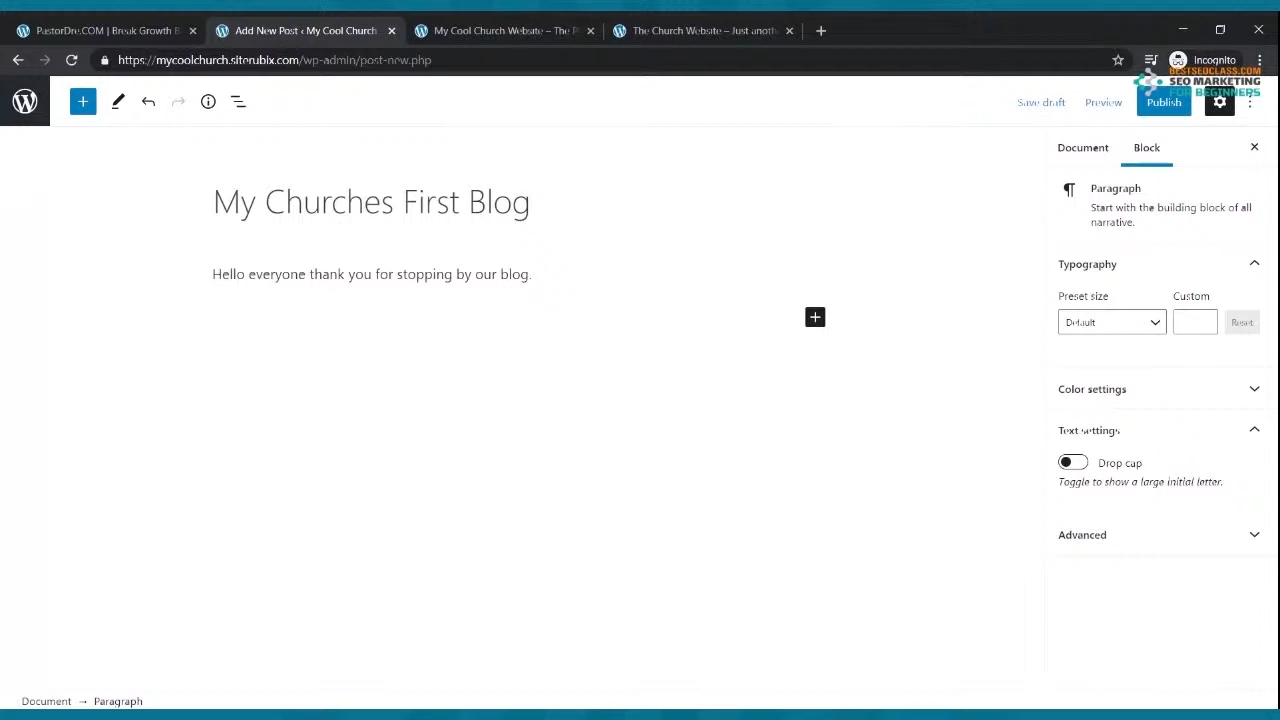 PastorDre.COM | Break Growth B
Add New Post ‹ My Cool Church
My Cool Church Website – The P
The Church Website – Just anoth
https://mycoolchurch.siterubix.com/wp-admin/post-new.php
Incognito
BESTSEOCLASS.COM
SEO MARKETING
FOR BEGINNERS
Save draft
Preview
Publish
Document
Block
My Churches First Blog
Paragraph
Start with the building block of all
narrative.
Hello everyone thank you for stopping by our blog.
Typography
Preset size
Custom
Default
Reset
Color settings
Text settings
Drop cap
Toggle to show a large initial letter.
Advanced
Document → Paragraph